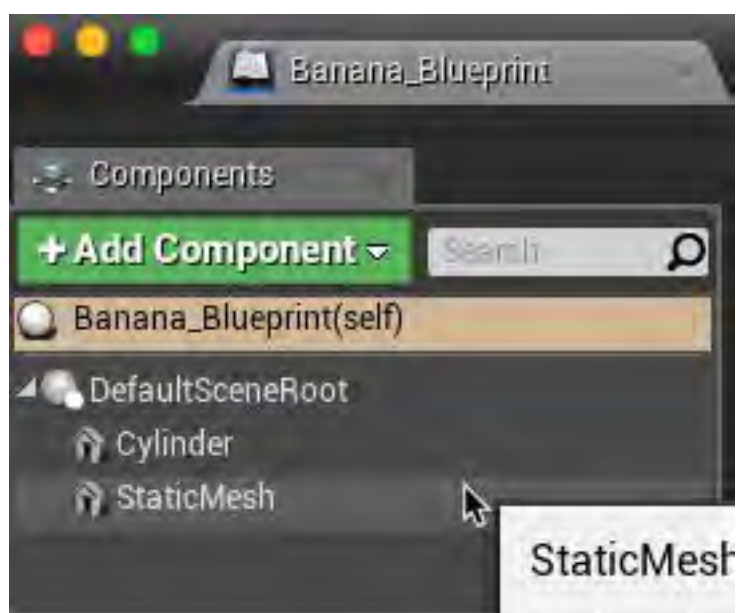 Banana_Blueprint
Components
+ Add Component
Search
Banana_Blueprint(self)
DefaultSceneRoot
Cylinder
StaticMesh
StaticMesh